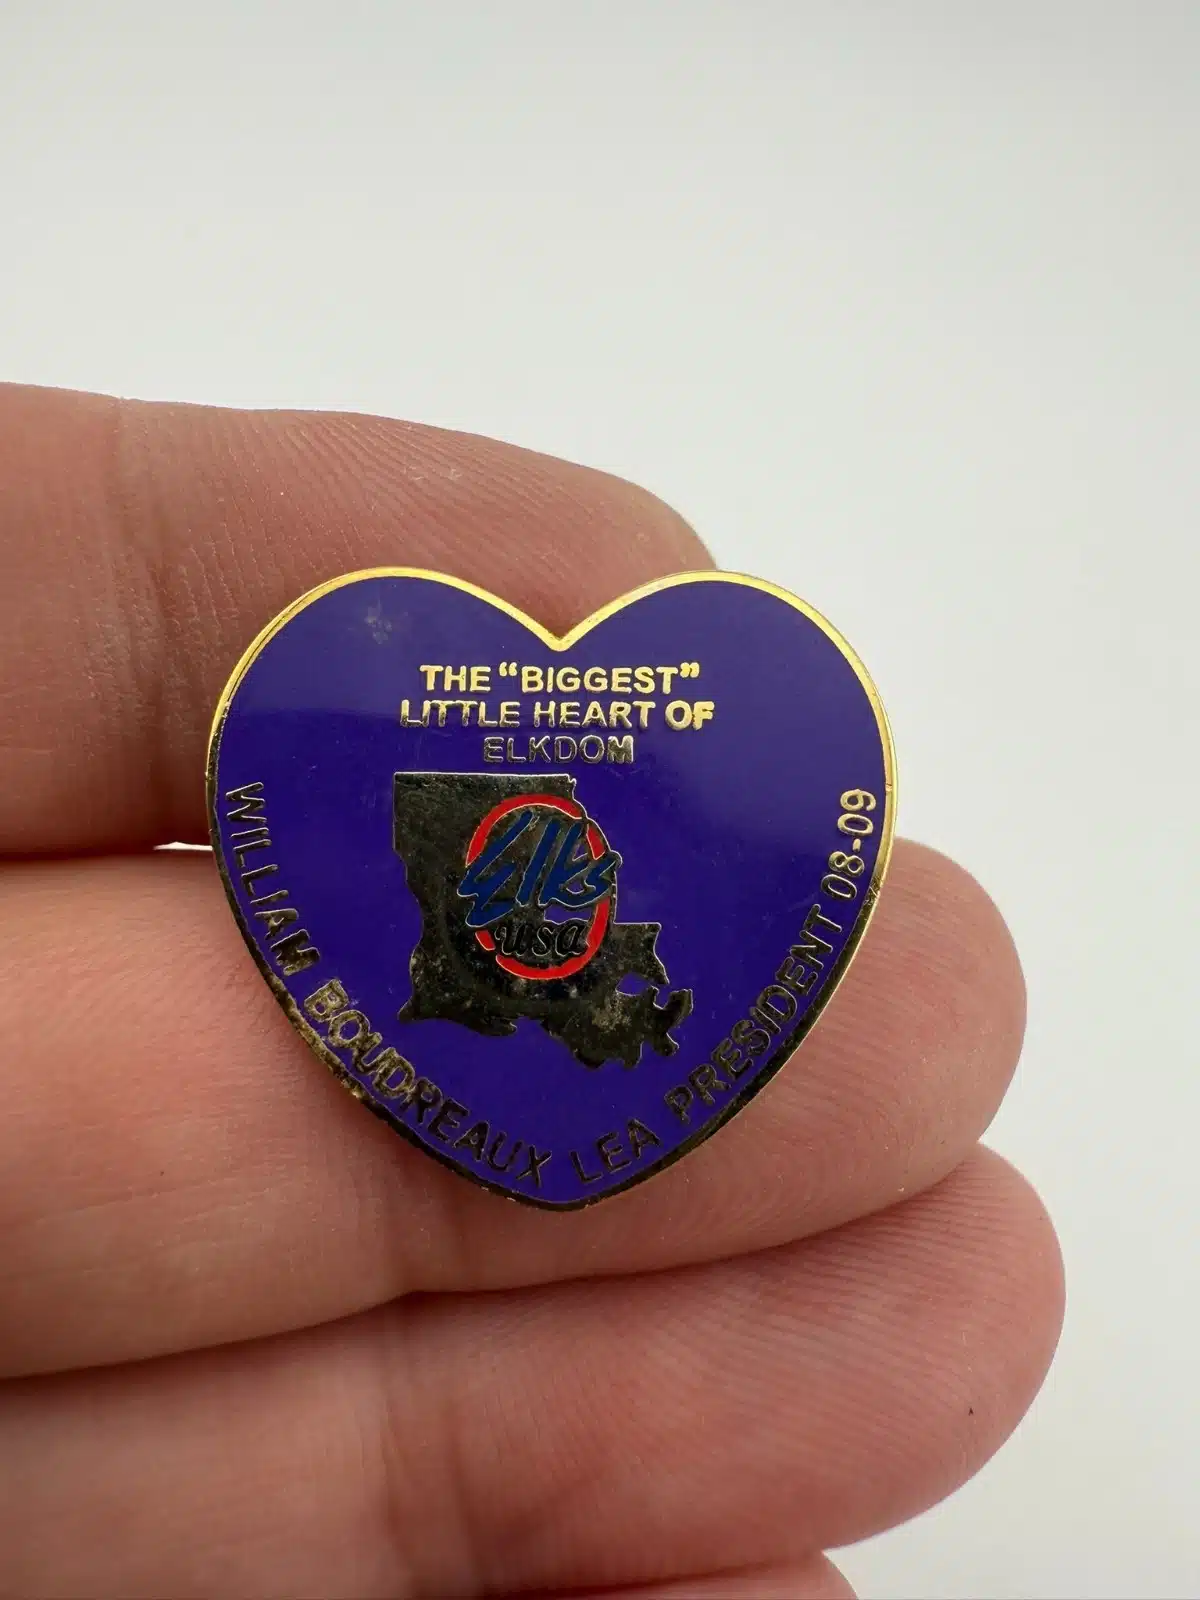 THE “BIGGEST”
LITTLE HEART OF
ELKDOM
Elks
usa
WILLIAM BOUDREAUX LEA PRESIDENT 08-09